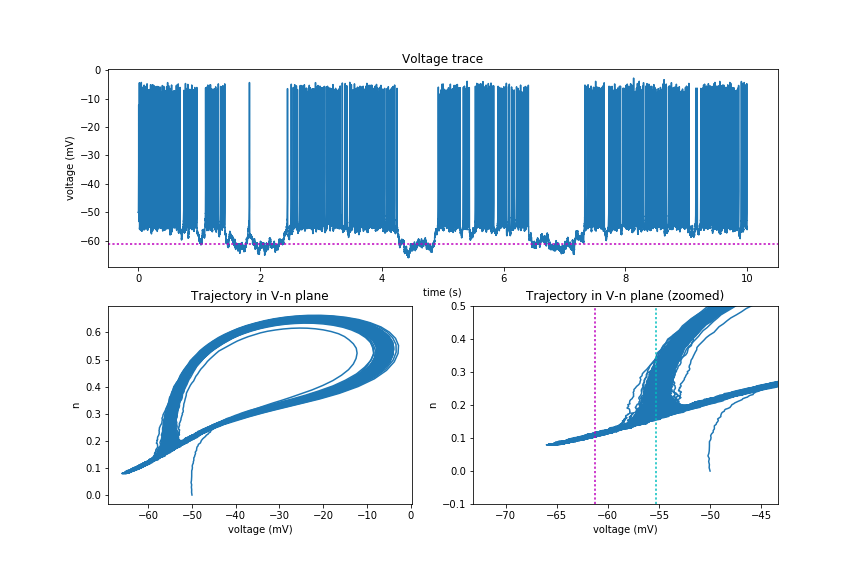 Voltage trace
0
−10
−20
−30
−40
−50
−60
voltage (mV)
0 2 4 6 8 10
time (s)
Trajectory in V-n plane
0.6
0.5
0.4
0.3
0.2
0.1
0.0
n
−60 −50 −40 −30 −20 −10 0
voltage (mV)
Trajectory in V-n plane (zoomed)
0.5
0.4
0.3
0.2
0.1
0.0
−0.1
n
−70 −65 −60 −55 −50 −45
voltage (mV)